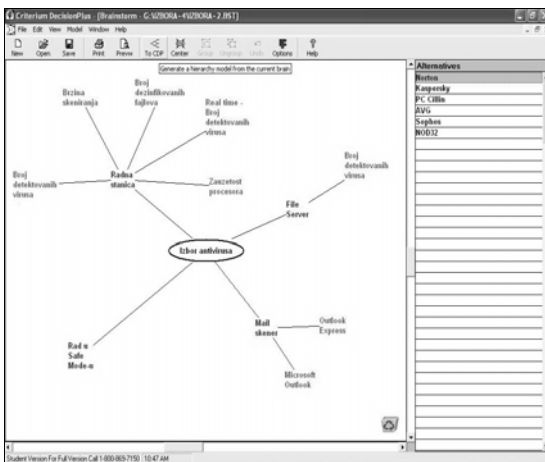 Criterium DecisionPlus - [Brainstorm - G:\IZBORA~4\IZBORA~2.BST]
File Edit View Model Window Help
New Open Save Print Preview To CDP Center Group Ungroup Undo Options Help
Generate a hierarchy model from the current brain
Alternatives
Norton
Kaspersky
PC Cillin
AVG
Sophos
NOD32
Brzina
skeniranja
Broj
dezinfikovanih
fajlova
Real time -
Broj
detektovanih
virusa
Broj
detektovanih
virusa
Radna
stanica
Zauzetost
procesora
Broj
detektovanih
virusa
File
Server
Izbor antivirusa
Rad u
Safe
Mode-u
Mail
skener
Outlook
Express
Microsoft
Outlook
Student Version For Full Version Call 1-800-869-7150 10:47 AM